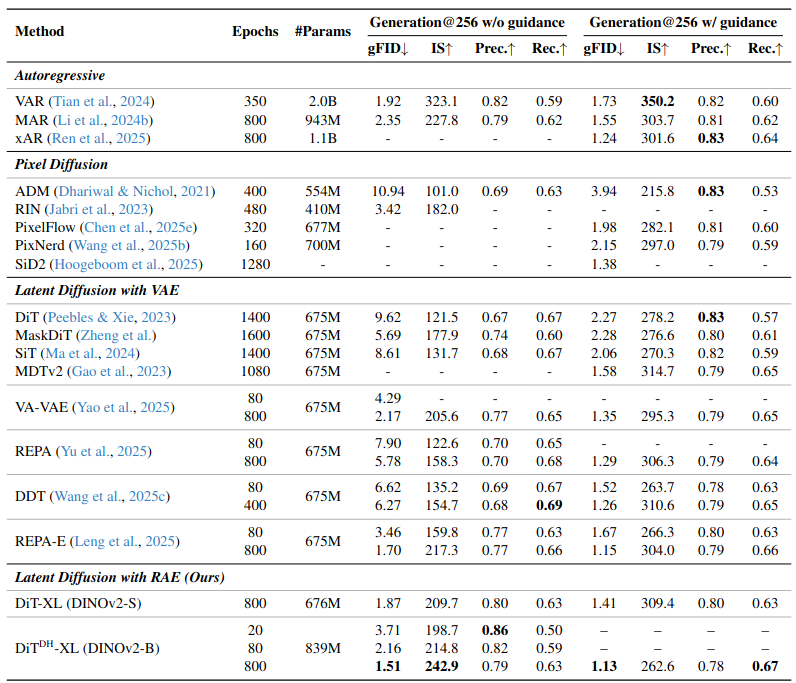 Method Epochs #Params Generation@256 w/o guidance Generation@256 w/ guidance
gFID↓ IS↑ Prec.↑ Rec.↑ gFID↓ IS↑ Prec.↑ Rec.↑
Autoregressive
VAR (Tian et al., 2024) 350 2.0B 1.92 323.1 0.82 0.59 1.73 350.2 0.82 0.60
MAR (Li et al., 2024b) 800 943M 2.35 227.8 0.79 0.62 1.55 303.7 0.81 0.62
xAR (Ren et al., 2025) 800 1.1B - - - - 1.24 301.6 0.83 0.64
Pixel Diffusion
ADM (Dhariwal & Nichol, 2021) 400 554M 10.94 101.0 0.69 0.63 3.94 215.8 0.83 0.53
RIN (Jabri et al., 2023) 480 410M 3.42 182.0 - - - - - -
PixelFlow (Chen et al., 2025e) 320 677M - - - - 1.98 282.1 0.81 0.60
PixNerd (Wang et al., 2025b) 160 700M - - - - 2.15 297.0 0.79 0.59
SiD2 (Hoogeboom et al., 2025) 1280 - - - - - 1.38 - - -
Latent Diffusion with VAE
DiT (Peebles & Xie, 2023) 1400 675M 9.62 121.5 0.67 0.67 2.27 278.2 0.83 0.57
MaskDiT (Zheng et al.) 1600 675M 5.69 177.9 0.74 0.60 2.28 276.6 0.80 0.61
SiT (Ma et al., 2024) 1400 675M 8.61 131.7 0.68 0.67 2.06 270.3 0.82 0.59
MDTv2 (Gao et al., 2023) 1080 675M - - - - 1.58 314.7 0.79 0.65
VA-VAE (Yao et al., 2025) 675M
80 4.29 - - - - - - -
800 2.17 205.6 0.77 0.65 1.35 295.3 0.79 0.65
REPA (Yu et al., 2025) 675M
80 7.90 122.6 0.70 0.65 - - - -
800 5.78 158.3 0.70 0.68 1.29 306.3 0.79 0.64
DDT (Wang et al., 2025c) 675M
80 6.62 135.2 0.69 0.67 1.52 263.7 0.78 0.63
400 6.27 154.7 0.68 0.69 1.26 310.6 0.79 0.65
REPA-E (Leng et al., 2025) 675M
80 3.46 159.8 0.77 0.63 1.67 266.3 0.80 0.63
800 1.70 217.3 0.77 0.66 1.15 304.0 0.79 0.66
Latent Diffusion with RAE (Ours)
DiT-XL (DINOv2-S) 800 676M 1.87 209.7 0.80 0.63 1.41 309.4 0.80 0.63
DiTᴰᴴ-XL (DINOv2-B) 839M
20 3.71 198.7 0.86 0.50 – – – –
80 2.16 214.8 0.82 0.59 – – – –
800 1.51 242.9 0.79 0.63 1.13 262.6 0.78 0.67